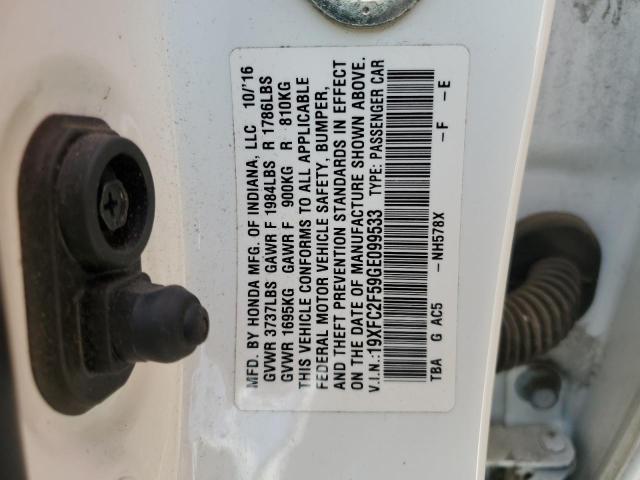 MFD. BY HONDA MFG. OF INDIANA, LLC 10/'16
GVWR 3737LBS GAWR F 1984LBS R 1786LBS
GVWR 1695KG GAWR F 900KG R 810KG
THIS VEHICLE CONFORMS TO ALL APPLICABLE
FEDERAL MOTOR VEHICLE SAFETY, BUMPER,
AND THEFT PREVENTION STANDARDS IN EFFECT
ON THE DATE OF MANUFACTURE SHOWN ABOVE.
V.I.N.:19XFC2F59GE099533 TYPE: PASSENGER CAR
TBA G AC5 -NH578X -F -E